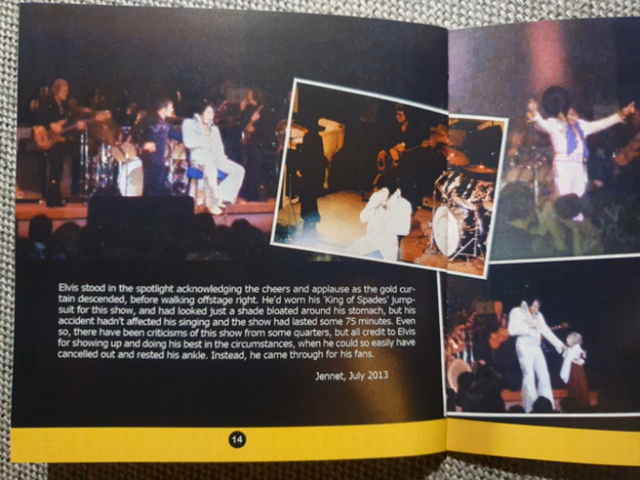 Elvis stood in the spotlight acknowledging the cheers and applause as the gold cur-
tain descended, before walking offstage right. He'd worn his 'King of Spades' jump-
suit for this show, and had looked just a shade bloated around his stomach, but his
accident hadn't affected his singing and the show had lasted some 75 minutes. Even
so, there have been criticisms of this show from some quarters, but all credit to Elvis
for showing up and doing his best in the circumstances, when he could so easily have
cancelled out and rested his ankle. Instead, he came through for his fans.
Jennet, July 2013
14